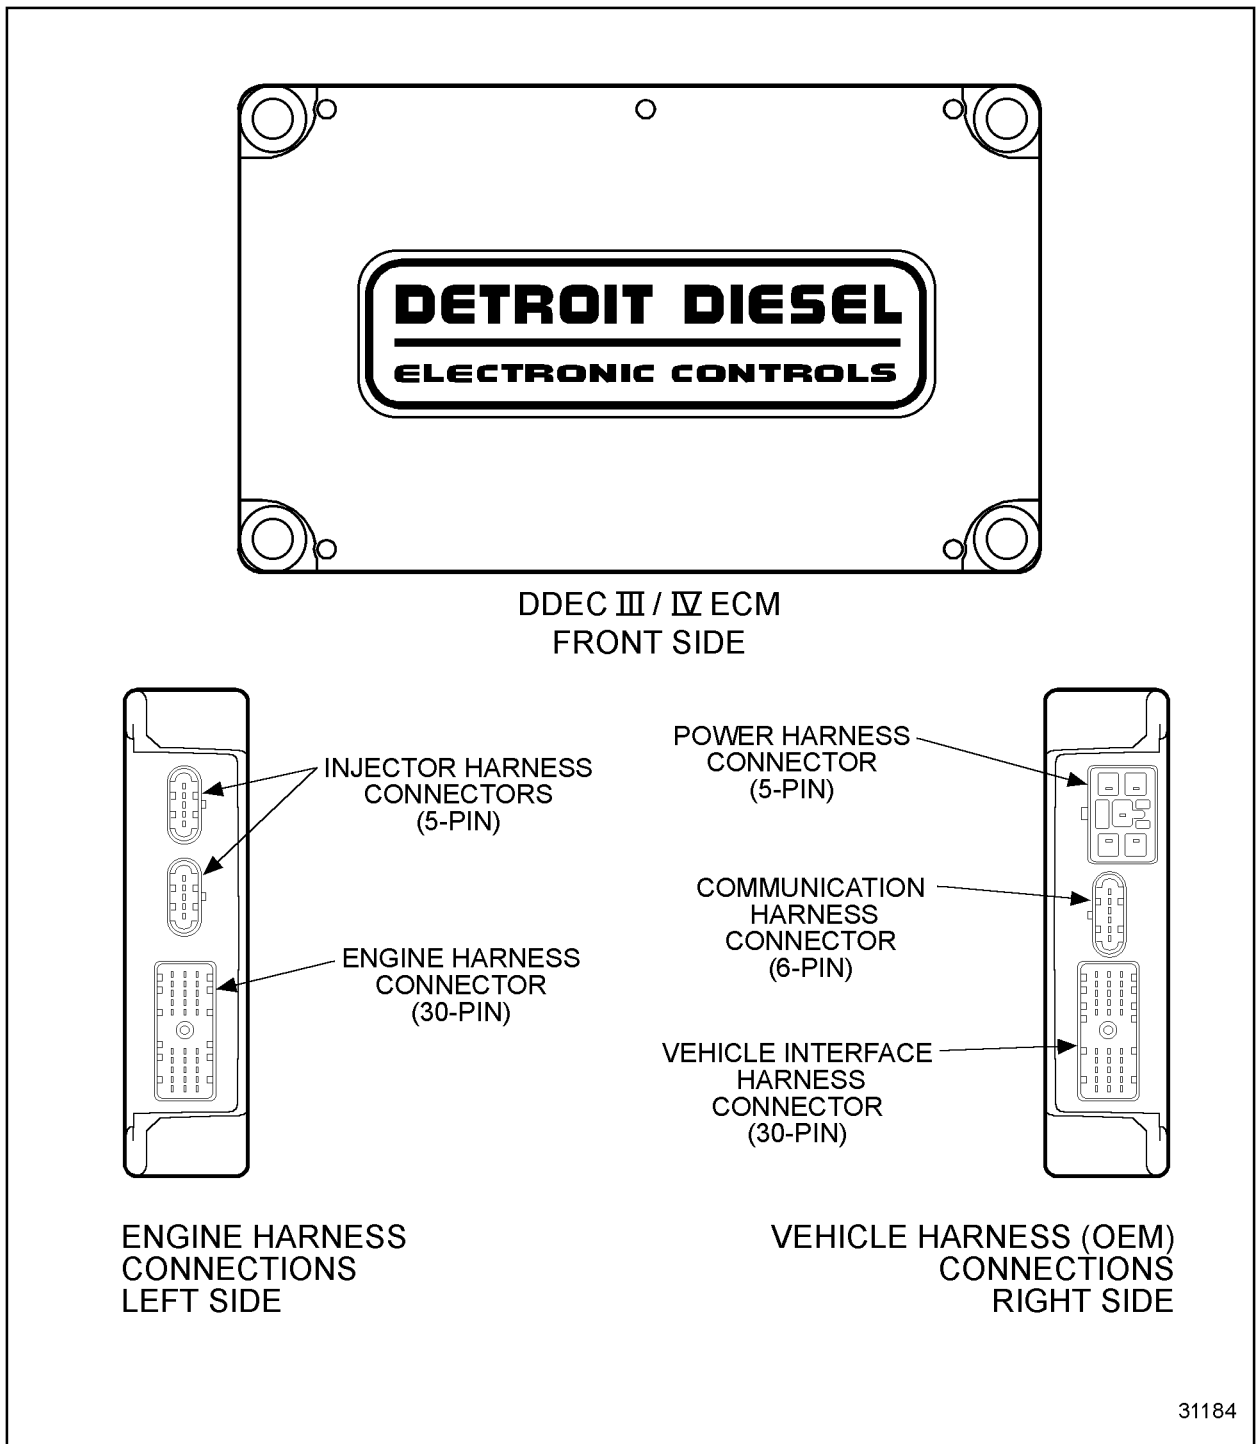 DETROIT DIESEL
ELECTRONIC CONTROLS
DDEC III / IV ECM
FRONT SIDE
INJECTOR HARNESS
CONNECTORS
(5-PIN)
ENGINE HARNESS
CONNECTOR
(30-PIN)
POWER HARNESS
CONNECTOR
(5-PIN)
COMMUNICATION
HARNESS
CONNECTOR
(6-PIN)
VEHICLE INTERFACE
HARNESS
CONNECTOR
(30-PIN)
ENGINE HARNESS
CONNECTIONS
LEFT SIDE
VEHICLE HARNESS (OEM)
CONNECTIONS
RIGHT SIDE
31184